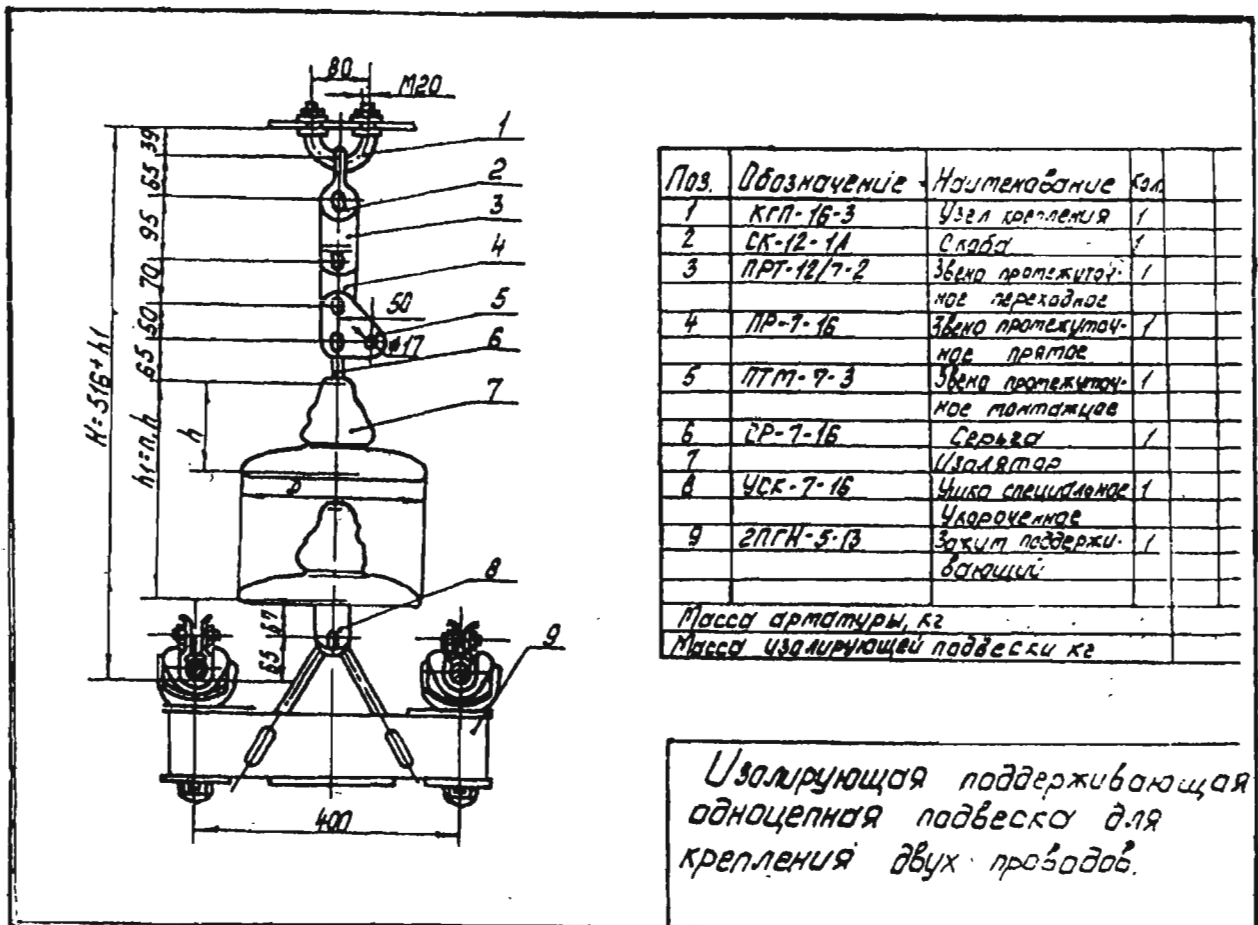 80
М20
39
65
95
70
50
65
H=516+h1
h1=n.h
h
D
50
ф17
1
2
3
4
5
6
7
8
9
67
65
400
Поз. Обозначение Наименование Кол.
1 КГП-16-3 Узел крепления 1
2 СК-12-1А Скоба 1
3 ПРТ-12/7-2 Звено промежуточ- 1
ное переходное
4 ПР-7-16 Звено промежуточ- 1
ное прямое
5 ПТМ-7-3 Звено промежуточ- 1
ное монтажное
6 СР-7-16 Серьга 1
7 Изолятор
8 УСК-7-16 Ушко специальное 1
Укороченное
9 2ПГН-5-13 Зажим поддержи- 1
вающий
Масса арматуры, кг
Масса изолирующей подвески кг
Изолирующая поддерживающая
одноцепная подвеска для
крепления двух проводов.